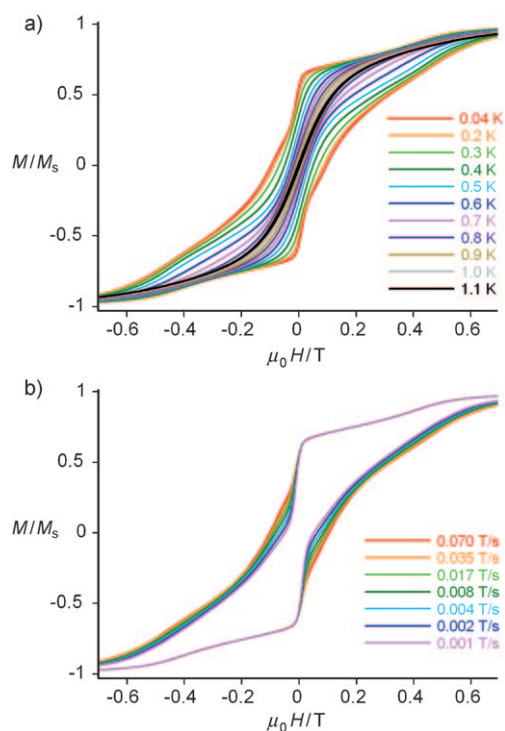 a)
1
0.5
M/Ms
0
-0.5
-1
0.04 K
0.2 K
0.3 K
0.4 K
0.5 K
0.6 K
0.7 K
0.8 K
0.9 K
1.0 K
1.1 K
-0.6 -0.4 -0.2 0 0.2 0.4 0.6
μ0 H/T
b)
1
0.5
M/Ms
0
-0.5
-1
0.070 T/s
0.035 T/s
0.017 T/s
0.008 T/s
0.004 T/s
0.002 T/s
0.001 T/s
-0.6 -0.4 -0.2 0 0.2 0.4 0.6
μ0 H/T